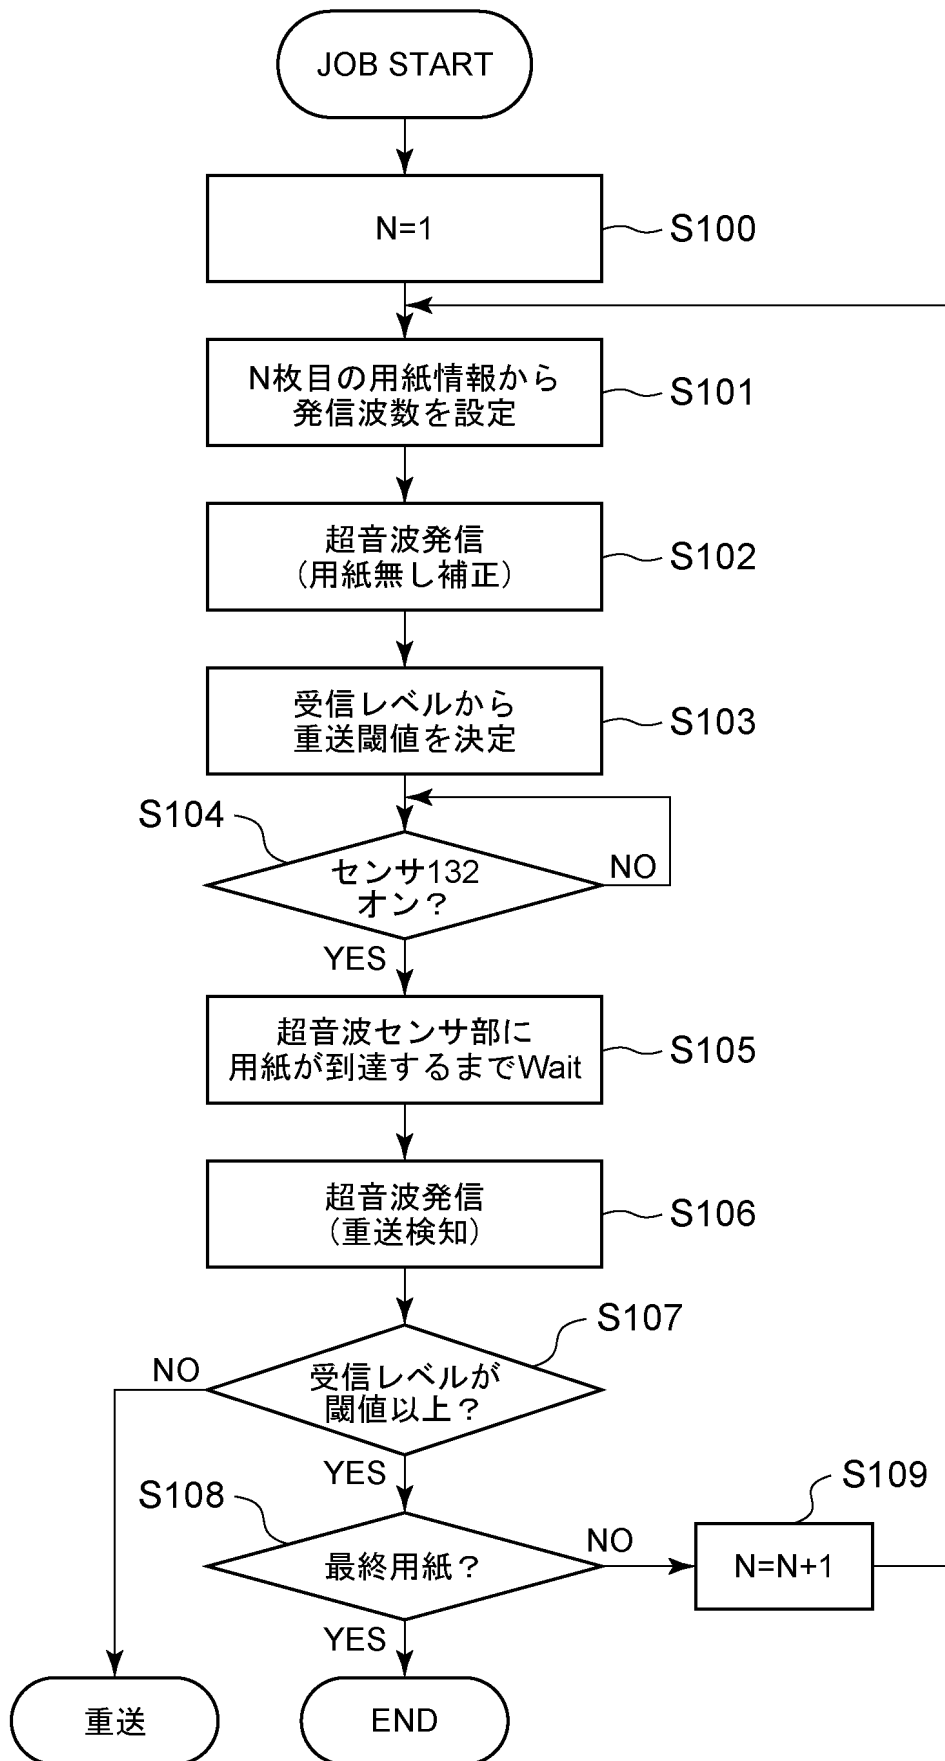 JOB START
N=1
S100
N枚目の用紙情報から
発信波数を設定
S101
超音波発信
(用紙無し補正)
S102
受信レベルから
重送閾値を決定
S103
S104
センサ132
オン?
NO
YES
超音波センサ部に
用紙が到達するまでWait
S105
超音波発信
(重送検知)
S106
S107
NO
受信レベルが
閾値以上?
YES
S108
S109
最終用紙?
NO
N=N+1
YES
重送
END